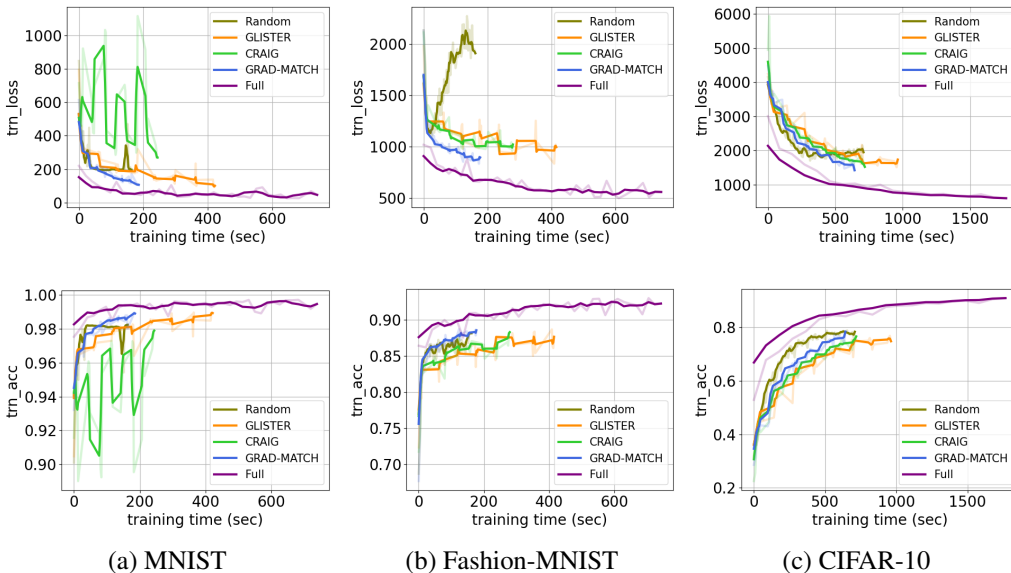 trn_loss
1000
800
600
400
200
0
0 200 400 600
training time (sec)
Random
GLISTER
CRAIG
GRAD-MATCH
Full
trn_loss
2000
1500
1000
500
0 200 400 600
training time (sec)
Random
GLISTER
CRAIG
GRAD-MATCH
Full
trn_loss
6000
5000
4000
3000
2000
1000
0 500 1000 1500
training time (sec)
Random
GLISTER
CRAIG
GRAD-MATCH
Full
trn_acc
1.00
0.98
0.96
0.94
0.92
0.90
0 200 400 600
training time (sec)
Random
GLISTER
CRAIG
GRAD-MATCH
Full
trn_acc
0.90
0.85
0.80
0.75
0.70
0 200 400 600
training time (sec)
Random
GLISTER
CRAIG
GRAD-MATCH
Full
trn_acc
0.8
0.6
0.4
0.2
0 500 1000 1500
training time (sec)
Random
GLISTER
CRAIG
GRAD-MATCH
Full
(a) MNIST
(b) Fashion-MNIST
(c) CIFAR-10